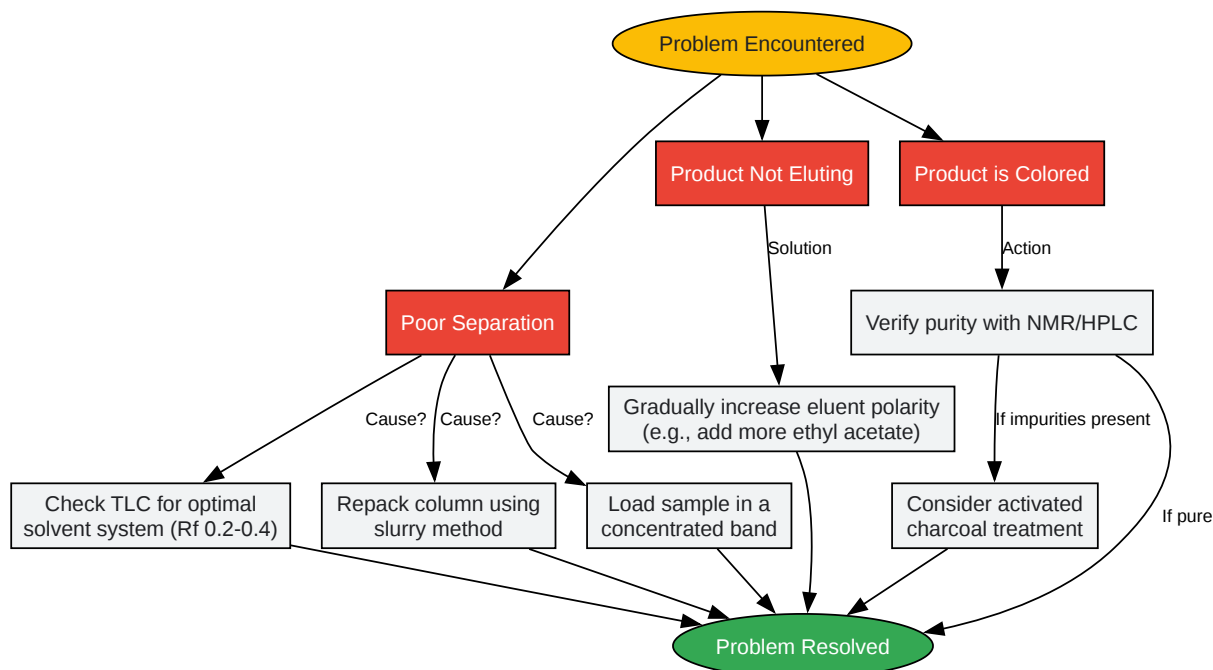 Problem Encountered
Product Not Eluting
Product is Colored
Solution
Action
Poor Separation
Verify purity with NMR/HPLC
Cause?
Cause?
Cause?
Gradually increase eluent polarity
(e.g., add more ethyl acetate)
If impurities present
If pure
Check TLC for optimal
solvent system (Rf 0.2-0.4)
Repack column using
slurry method
Load sample in a
concentrated band
Consider activated
charcoal treatment
Problem Resolved